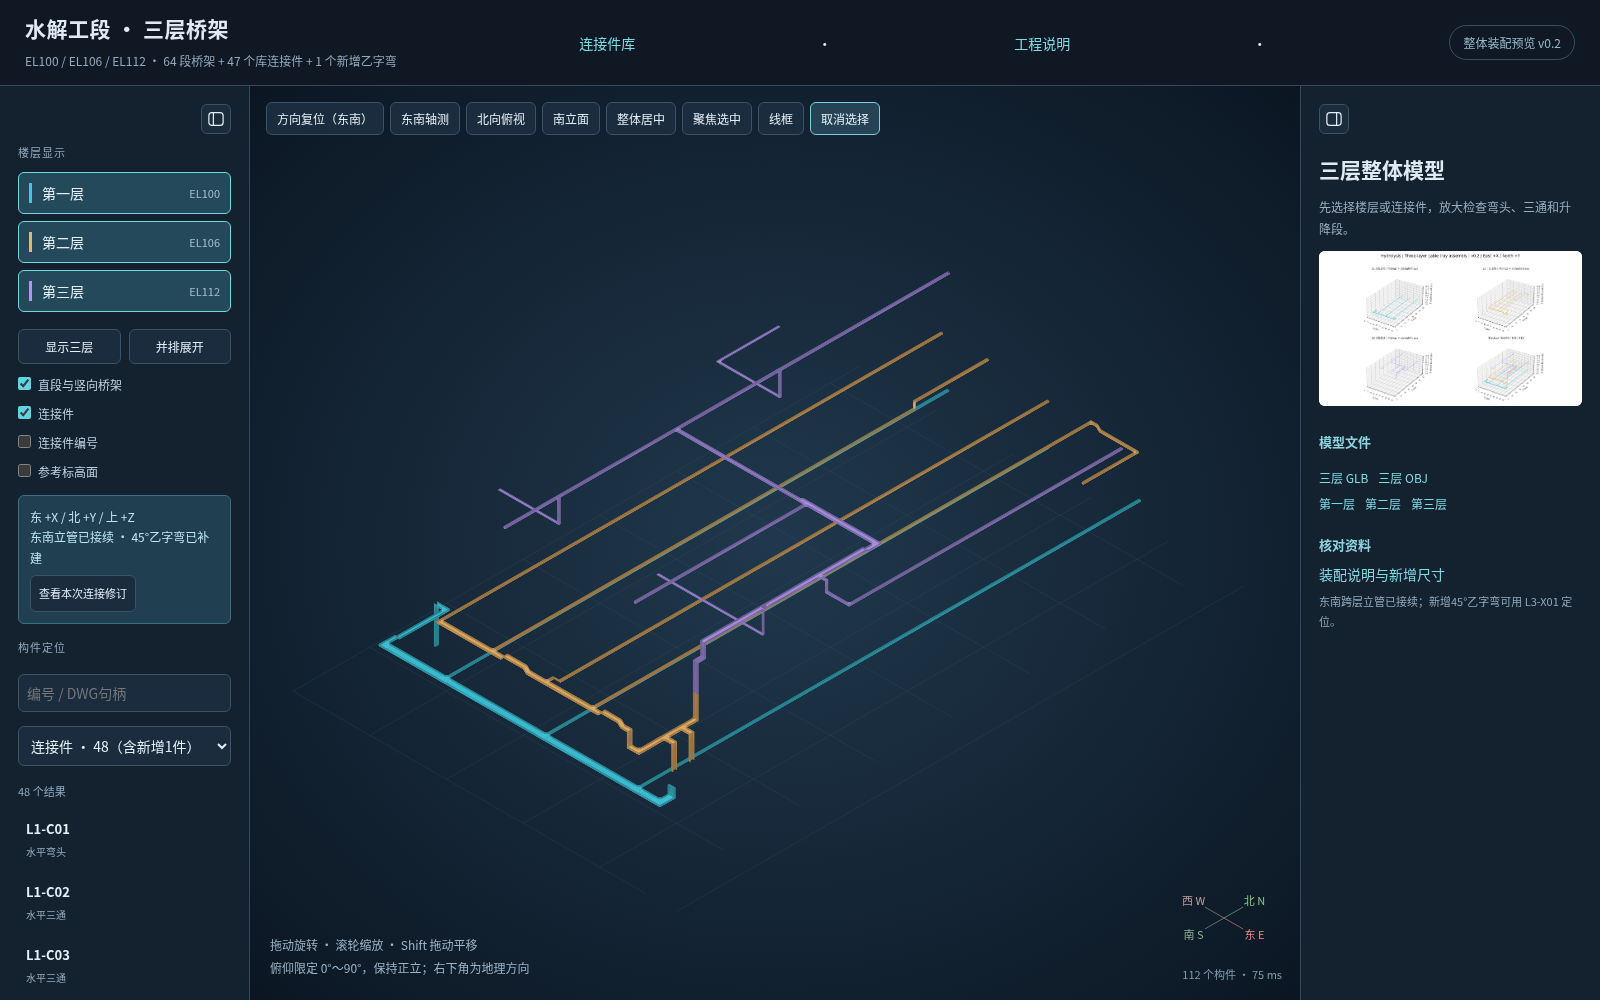 水解工段 · 三层桥架
EL100 / EL106 / EL112 · 64 段桥架 + 47 个库连接件 + 1 个新增乙字弯
连接件库
·
工程说明
·
整体装配预览 v0.2
楼层显示
第一层 EL100
第二层 EL106
第三层 EL112
显示三层 并排展开
直段与竖向桥架
连接件
连接件编号
参考标高面
东 +X / 北 +Y / 上 +Z
东南立管已接续 · 45°乙字弯已补
建
查看本次连接修订
构件定位
编号 / DWG句柄
连接件 · 48（含新增1件）
48 个结果
L1-C01
水平弯头
L1-C02
水平三通
L1-C03
水平三通
方向复位（东南） 东南轴测 北向俯视 南立面 整体居中 聚焦选中 线框 取消选择
拖动旋转 · 滚轮缩放 · Shift 拖动平移
俯仰限定 0°～90°，保持正立；右下角为地理方向
西 W 北 N
南 S 东 E
112 个构件 · 75 ms
三层整体模型
先选择楼层或连接件，放大检查弯头、三通和升
降段。
模型文件
三层 GLB 三层 OBJ
第一层 第二层 第三层
核对资料
装配说明与新增尺寸
东南跨层立管已接续；新增45°乙字弯可用 L3-X01 定
位。